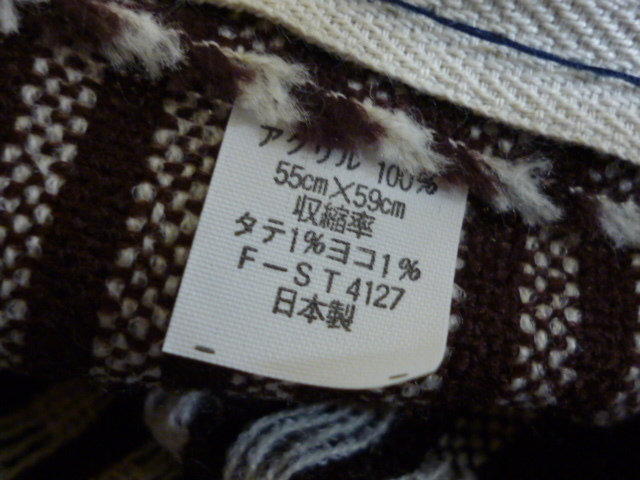 アクリル 100%
55cm×59cm
収縮率
タテ1%ヨコ1%
F-ST4127
日本製